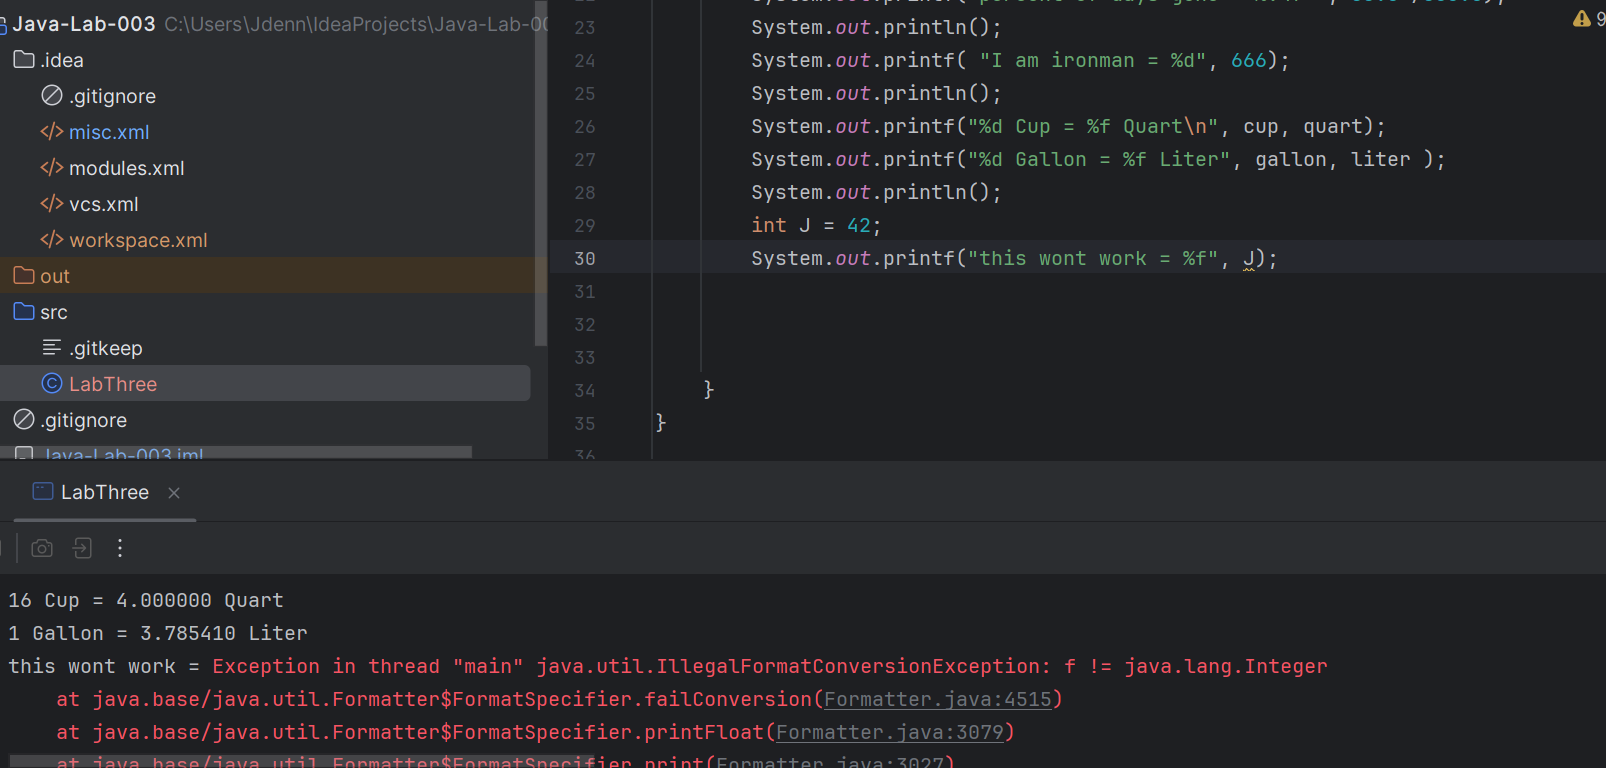 Java-Lab-003 C:\Users\Jdenn\IdeaProjects\Java-Lab-00
.idea
.gitignore
misc.xml
modules.xml
vcs.xml
workspace.xml
out
src
.gitkeep
LabThree
.gitignore
Java-Lab-003.iml
9
23 System.out.println();
24 System.out.printf( "I am ironman = %d", 666);
25 System.out.println();
26 System.out.printf("%d Cup = %f Quart\n", cup, quart);
27 System.out.printf("%d Gallon = %f Liter", gallon, liter );
28 System.out.println();
29 int J = 42;
30 System.out.printf("this wont work = %f", J);
31
32
33
34 }
35 }
36
LabThree
16 Cup = 4.000000 Quart
1 Gallon = 3.785410 Liter
this wont work = Exception in thread "main" java.util.IllegalFormatConversionException: f != java.lang.Integer
at java.base/java.util.Formatter$FormatSpecifier.failConversion(Formatter.java:4515)
at java.base/java.util.Formatter$FormatSpecifier.printFloat(Formatter.java:3079)
at java.base/java.util.Formatter$FormatSpecifier.print(Formatter.java:3027)